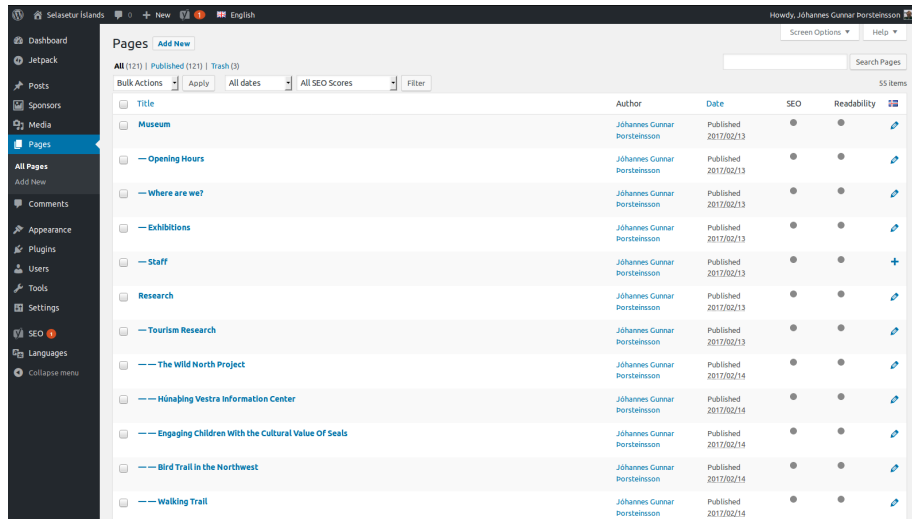 Selasetur Íslands 0 + New 1 English Howdy, Jóhannes Gunnar Þorsteinsson
Screen Options ▼ Help ▼
Dashboard
Jetpack
Posts
Sponsors
Media
Pages
All Pages
Add New
Comments
Appearance
Plugins
Users
Tools
Settings
SEO 1
Languages
Collapse menu
Pages Add New
All (121) | Published (121) | Trash (3)
Search Pages
Bulk Actions Apply All dates All SEO Scores Filter 55 items
Title Author Date SEO Readability
Museum Jóhannes Gunnar Published
Þorsteinsson 2017/02/13
— Opening Hours Jóhannes Gunnar Published
Þorsteinsson 2017/02/13
— Where are we? Jóhannes Gunnar Published
Þorsteinsson 2017/02/13
— Exhibitions Jóhannes Gunnar Published
Þorsteinsson 2017/02/13
— Staff Jóhannes Gunnar Published
Þorsteinsson 2017/02/13
Research Jóhannes Gunnar Published
Þorsteinsson 2017/02/13
— Tourism Research Jóhannes Gunnar Published
Þorsteinsson 2017/02/13
— — The Wild North Project Jóhannes Gunnar Published
Þorsteinsson 2017/02/14
— — Húnaþing Vestra Information Center Jóhannes Gunnar Published
Þorsteinsson 2017/02/14
— — Engaging Children With the Cultural Value Of Seals Jóhannes Gunnar Published
Þorsteinsson 2017/02/14
— — Bird Trail in the Northwest Jóhannes Gunnar Published
Þorsteinsson 2017/02/14
— — Walking Trail Jóhannes Gunnar Published
Þorsteinsson 2017/02/14